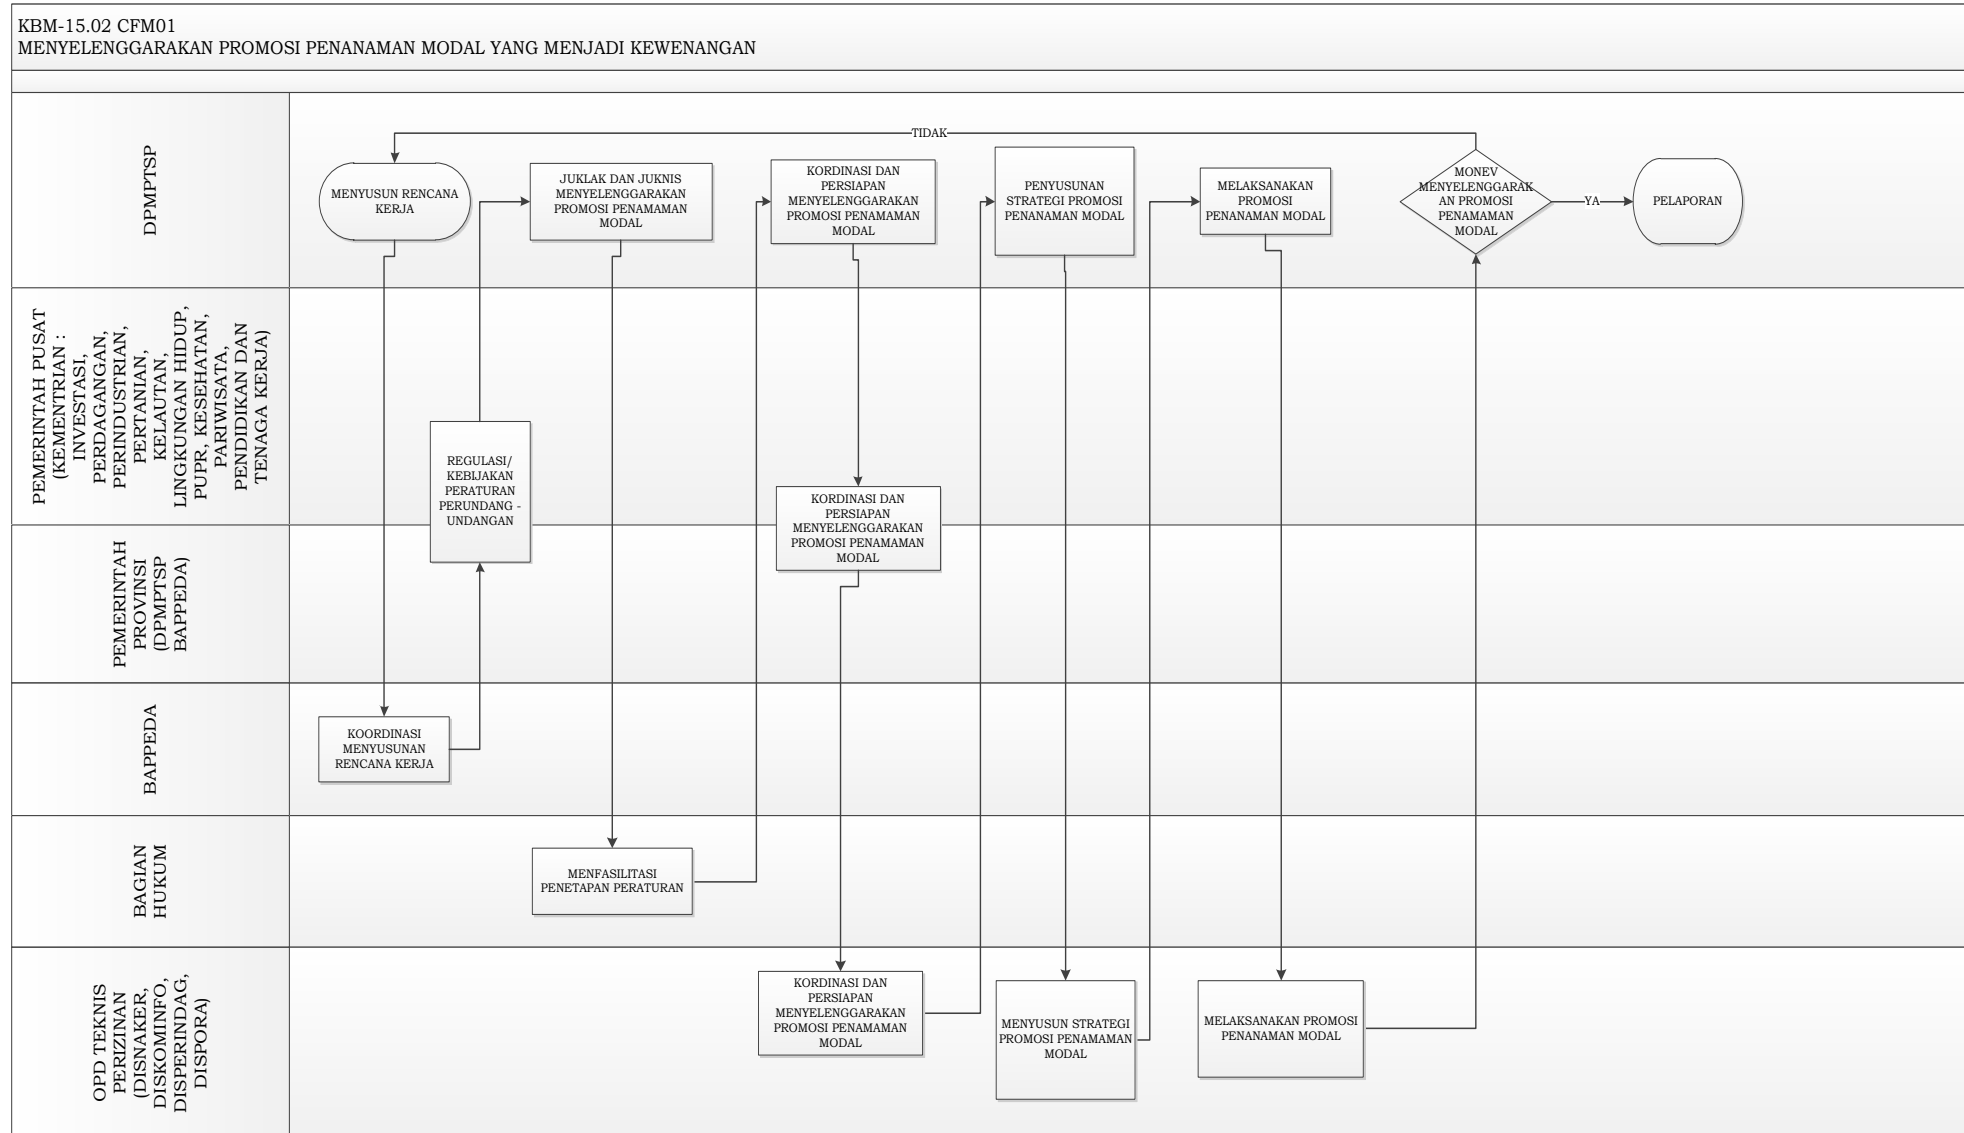 KBM-15.02 CFM01
MENYELENGGARAKAN PROMOSI PENANAMAN MODAL YANG MENJADI KEWENANGAN
DPMPTSP
TIDAK
MENYUSUN RENCANA
KERJA
JUKLAK DAN JUKNIS
MENYELENGGARAKAN
PROMOSI PENAMAMAN
MODAL
KORDINASI DAN
PERSIAPAN
MENYELENGGARAKAN
PROMOSI PENAMAMAN
MODAL
PENYUSUNAN
STRATEGI PROMOSI
PENANAMAN MODAL
MELAKSANAKAN
PROMOSI
PENANAMAN MODAL
MONEV
MENYELENGGARAK
AN PROMOSI
PENAMAMAN
MODAL
YA
PELAPORAN
PEMERINTAH PUSAT
(KEMENTRIAN :
INVESTASI,
PERDAGANGAN,
PERINDUSTRIAN,
PERTANIAN,
KELAUTAN,
LINGKUNGAN HIDUP,
PUPR, KESEHATAN,
PARIWISATA,
PENDIDIKAN DAN
TENAGA KERJA)
REGULASI/
KEBIJAKAN
PERATURAN
PERUNDANG -
UNDANGAN
KORDINASI DAN
PERSIAPAN
MENYELENGGARAKAN
PROMOSI PENAMAMAN
MODAL
PEMERINTAH
PROVINSI
(DPMPTSP
BAPPEDA)
BAPPEDA
KOORDINASI
MENYUSUNAN
RENCANA KERJA
BAGIAN
HUKUM
MENFASILITASI
PENETAPAN PERATURAN
OPD TEKNIS
PERIZINAN
(DISNAKER,
DISKOMINFO,
DISPERINDAG,
DISPORA)
KORDINASI DAN
PERSIAPAN
MENYELENGGARAKAN
PROMOSI PENAMAMAN
MODAL
MENYUSUN STRATEGI
PROMOSI PENAMAMAN
MODAL
MELAKSANAKAN PROMOSI
PENANAMAN MODAL